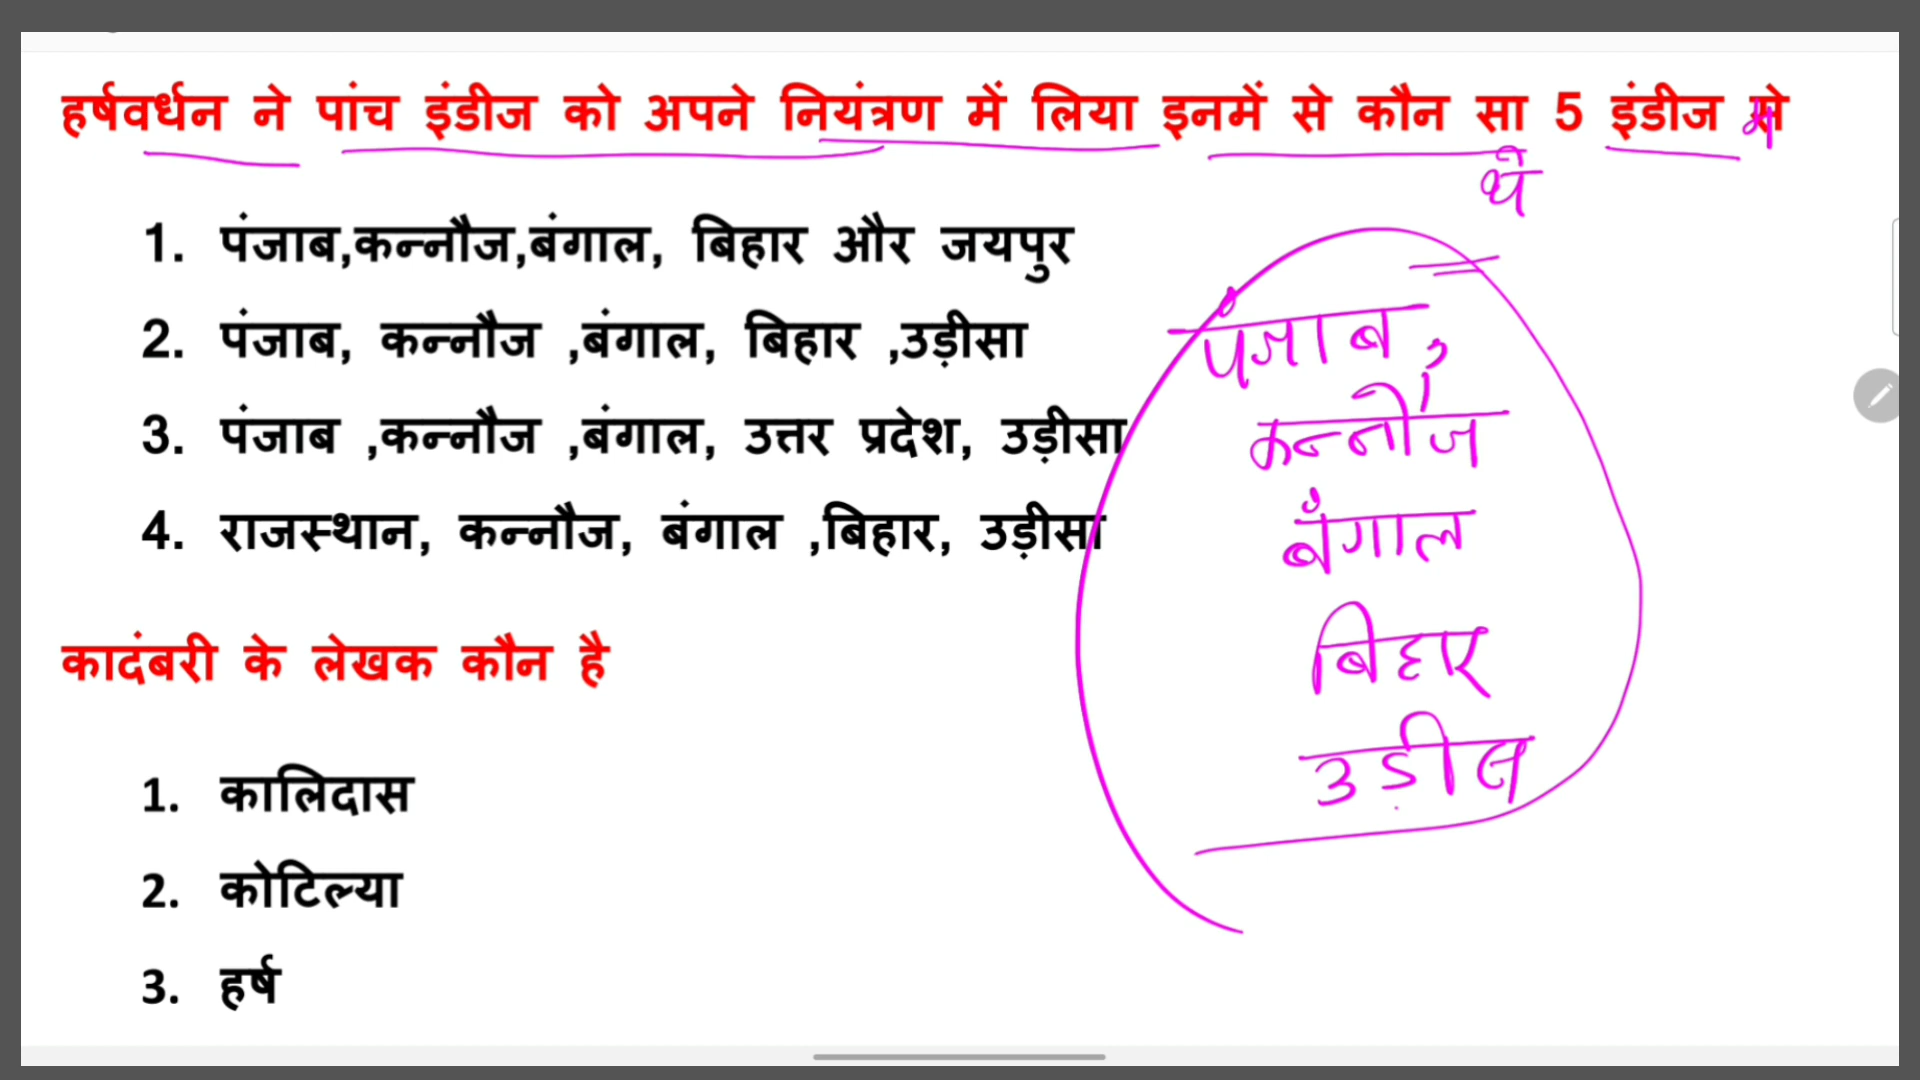 हर्षवर्धन ने पांच इंडीज को अपने नियंत्रण में लिया इनमें से कौन सा 5 इंडीज से
थे
1. पंजाब,कन्नौज,बंगाल, बिहार और जयपुर
2. पंजाब, कन्नौज ,बंगाल, बिहार ,उड़ीसा
3. पंजाब ,कन्नौज ,बंगाल, उत्तर प्रदेश, उड़ीसा
4. राजस्थान, कन्नौज, बंगाल ,बिहार, उड़ीसा
पंजाब,
कन्नौज
बंगाल
बिहार
कादंबरी के लेखक कौन है
1. कालिदास
2. कोटिल्या
3. हर्ष